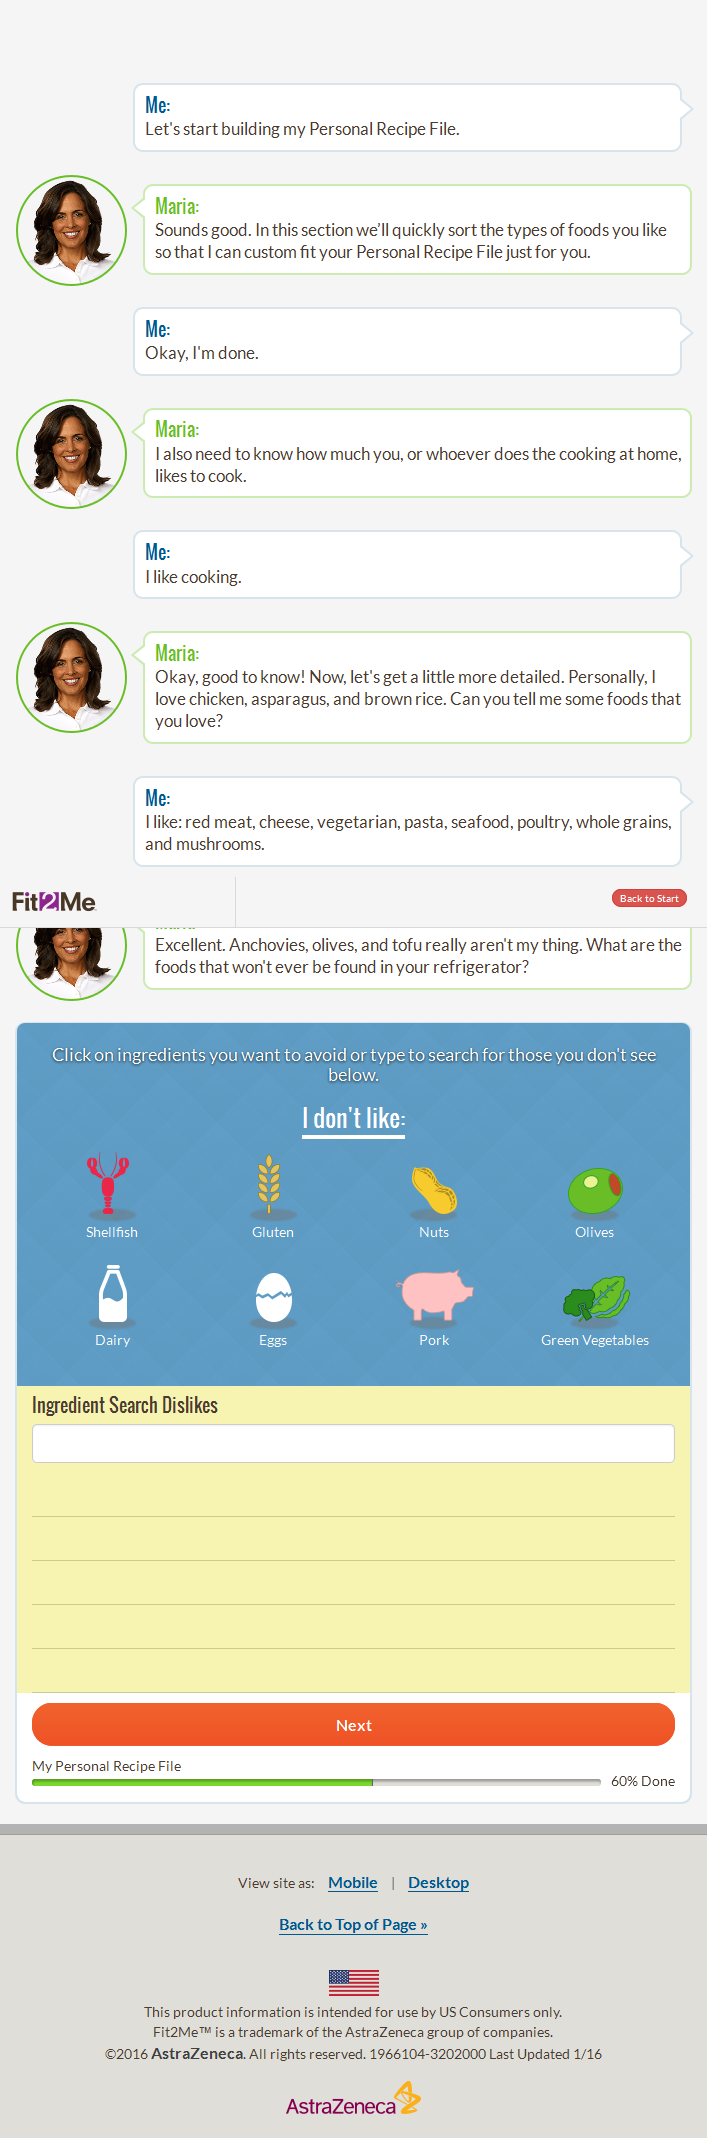 Me:
Let's start building my Personal Recipe File.
Maria:
Sounds good. In this section we'll quickly sort the types of foods you like
so that I can custom fit your Personal Recipe File just for you.
Me:
Okay, I'm done.
Maria:
I also need to know how much you, or whoever does the cooking at home,
likes to cook.
Me:
I like cooking.
Maria:
Okay, good to know! Now, let's get a little more detailed. Personally, I
love chicken, asparagus, and brown rice. Can you tell me some foods that
you love?
Me:
I like: red meat, cheese, vegetarian, pasta, seafood, poultry, whole grains,
and mushrooms.
Fit2Me
Back to Start
Excellent. Anchovies, olives, and tofu really aren't my thing. What are the
foods that won't ever be found in your refrigerator?
Click on ingredients you want to avoid or type to search for those you don't see
below.
I don't like:
Shellfish Gluten Nuts Olives
Dairy Eggs Pork Green Vegetables
Ingredient Search Dislikes
Next
My Personal Recipe File
60% Done
View site as: Mobile | Desktop
Back to Top of Page »
This product information is intended for use by US Consumers only.
Fit2Me™ is a trademark of the AstraZeneca group of companies.
©2016 AstraZeneca. All rights reserved. 1966104-3202000 Last Updated 1/16
AstraZeneca